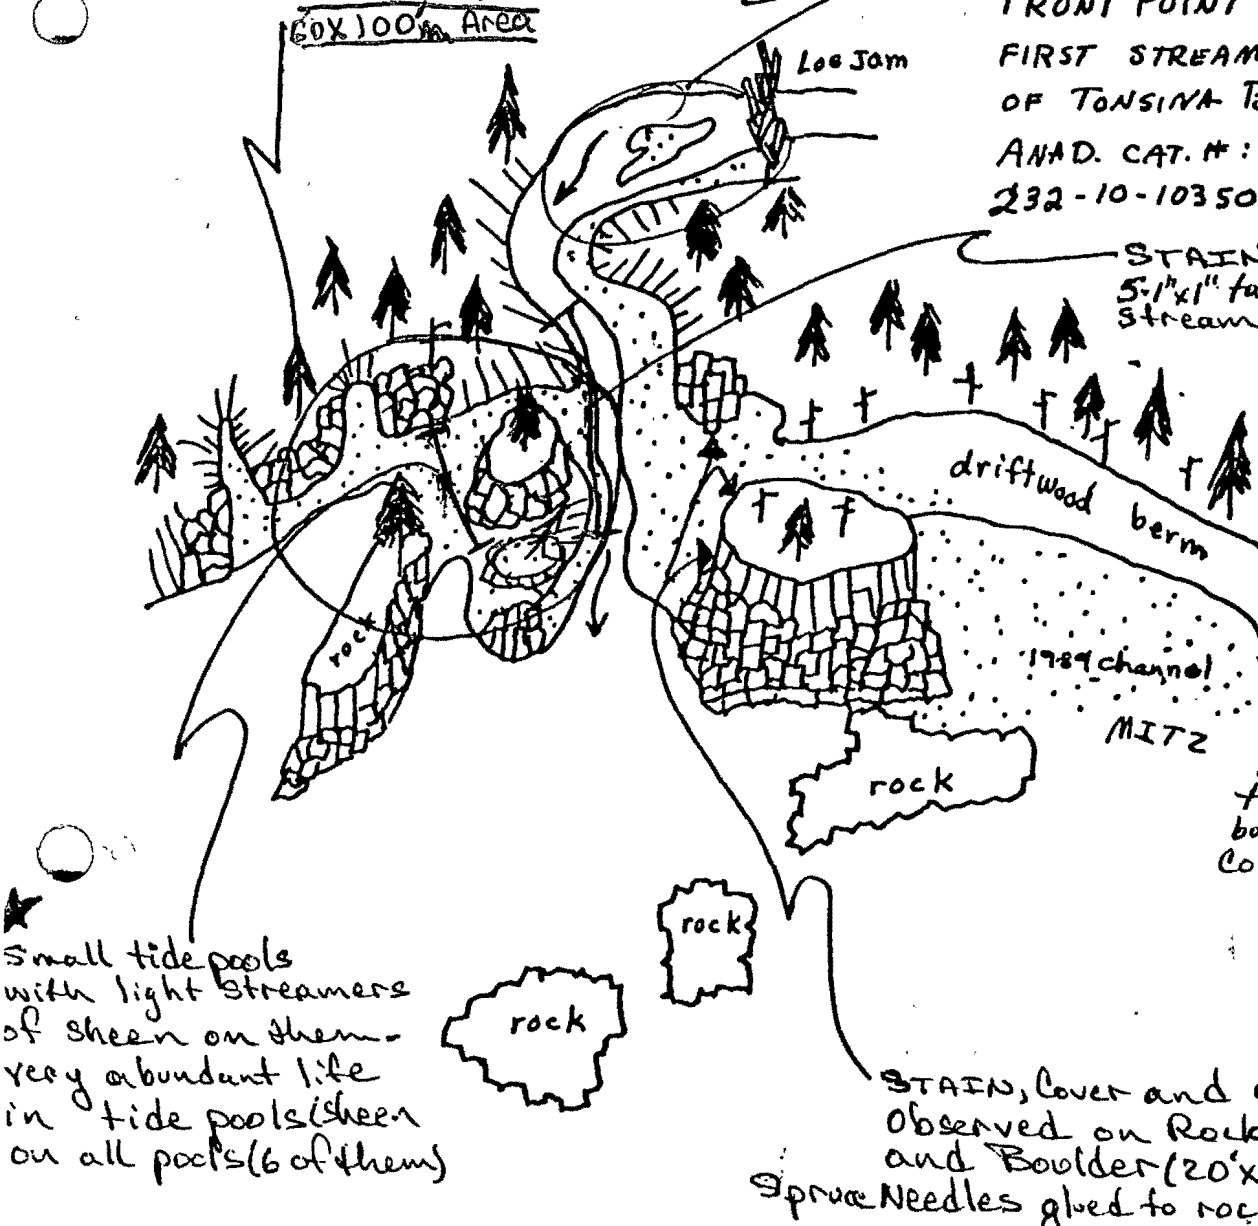 60x100'm Area
Log Jam
FRONT POINT
FIRST STREAM
OF TONSINA
ANAD. CAT. #:
232-10-10350
STAIN
5-1"x1"
Stream
driftwood berm
1989 channel
MITZ
rock
rock
rock
rock
bo
Co
Small tide pools
with light streamers
of sheen on them-
very abundant life
in tide pools (sheen
on all pools (6 of them)
STAIN, Cover and
Observed on Rock
and Boulder (20'x
Spruce Needles glued to roc